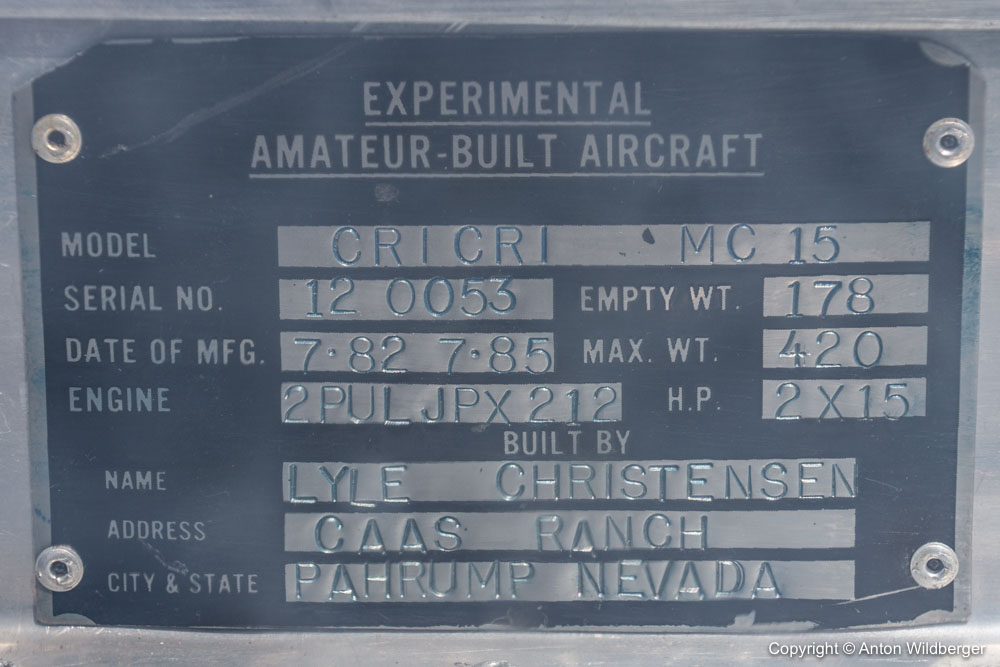 EXPERIMENTAL
AMATEUR-BUILT AIRCRAFT
MODEL CRICRI MC 15
SERIAL NO. 12 0053 EMPTY WT. 178
DATE OF MFG. 7·82 7·85 MAX. WT. 420
ENGINE 2PULJPX212 H.P. 2X15
BUILT BY
NAME LYLE CHRISTENSEN
ADDRESS CAAS RANCH
CITY & STATE PAHRUMP NEVADA
Copyright © Anton Wildberger